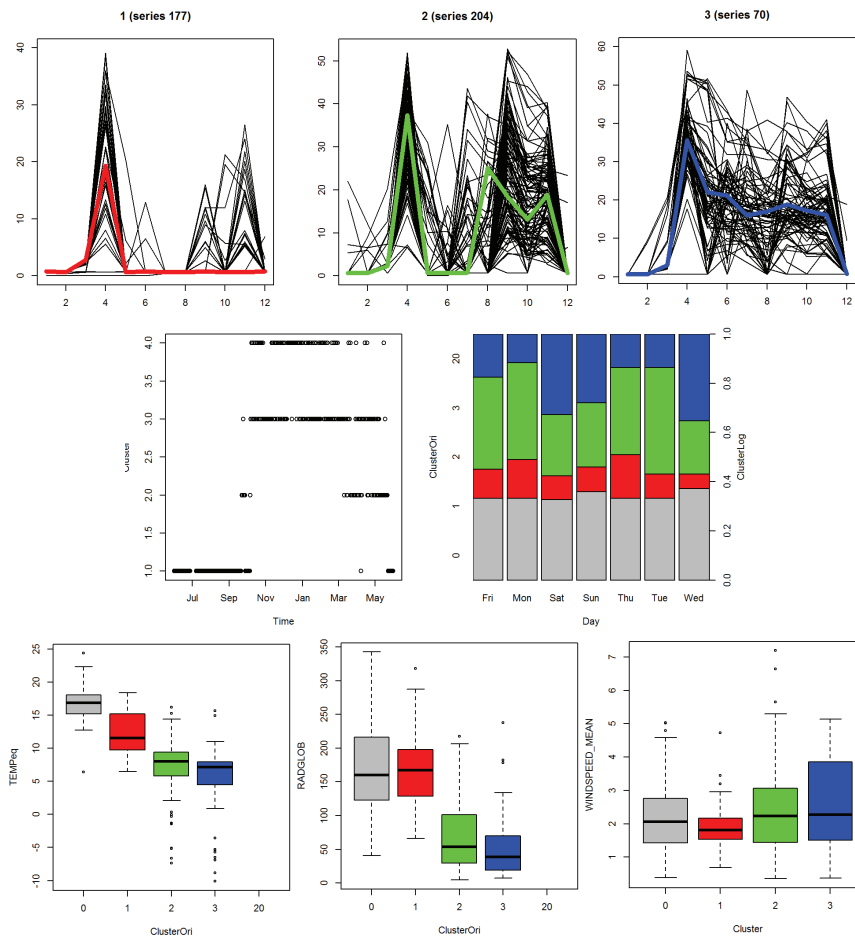 1 (series 177)
2 (series 204)
3 (series 70)
40
30
20
10
0
2 4 6 8 10 12
50
40
30
20
10
0
2 4 6 8 10 12
60
50
40
30
20
10
0
2 4 6 8 10 12
Cluster
4.0
3.5
3.0
2.5
2.0
1.5
1.0
Jul Sep Nov Jan Mar May
Time
ClusterOri
20
3
2
1
0
1.0
0.8
0.6
0.4
0.2
0.0
ClusterLog
Fri Mon Sat Sun Thu Tue Wed
Day
TEMPeq
25
20
15
10
5
0
-5
-10
0 1 2 3 20
ClusterOri
RADGLOB
350
300
250
200
150
100
50
0
0 1 2 3 20
ClusterOri
WINDSPEED_MEAN
7
6
5
4
3
2
1
0 1 2 3
Cluster